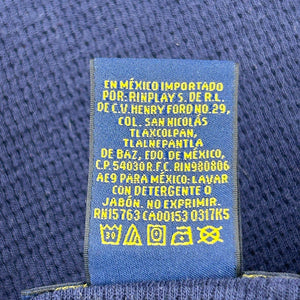 EN MÉXICO IMPORTADO
POR: RINPLAY S. DE R.L.
DE C.V. HENRY FORD NO. 29,
COL. SAN NICOLÁS
TLAXCOLPAN,
TLALNEPANTLA
DE BAZ, EDO. DE MÉXICO,
C.P. 54030 R.F.C. RIN980806
AE9 PARA MÉXICO: LAVAR
CON DETERGENTE O
JABÓN. NO EXPRIMIR.
RN15763 CA00153 0317KS
30